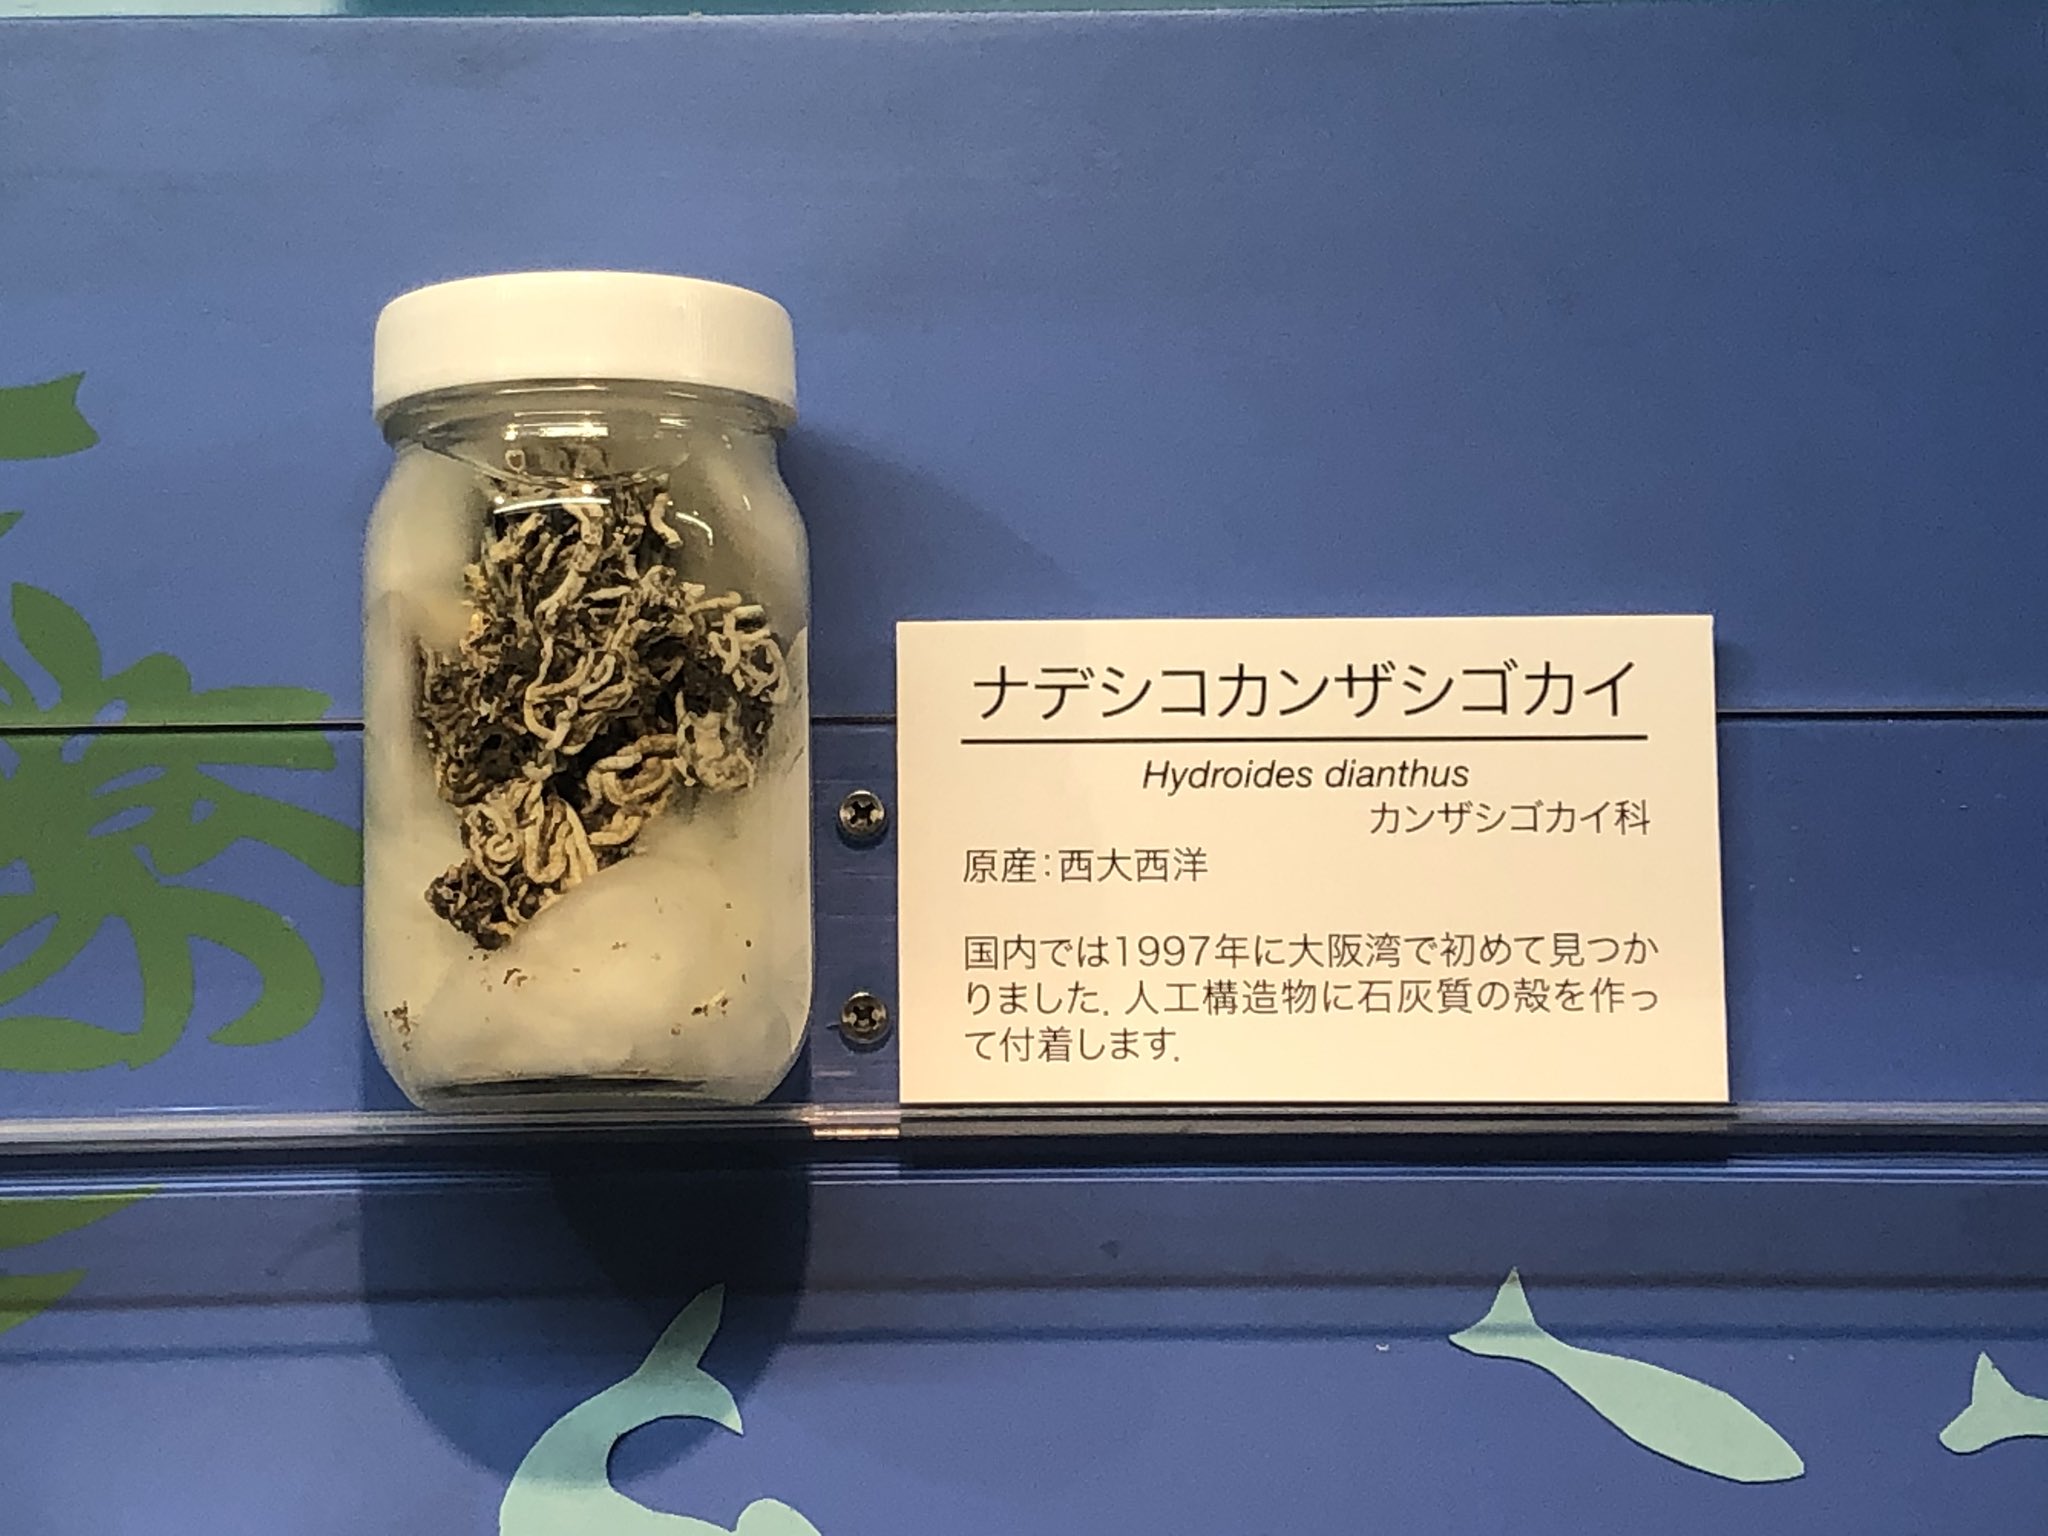 ナデシコカンザシゴカイ
Hydroides dianthus
カンザシゴカイ科
原産：西大西洋
国内では1997年に大阪湾で初めて見つか
りました．人工構造物に石灰質の殻を作っ
て付着します．